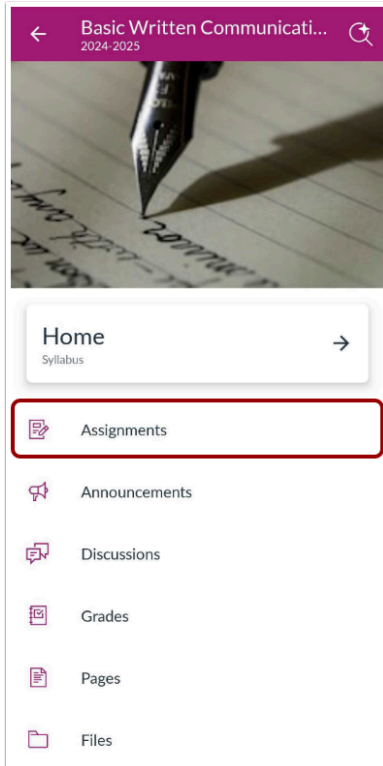 Basic Written Communicati...
2024-2025
Home
Syllabus
Assignments
Announcements
Discussions
Grades
Pages
Files